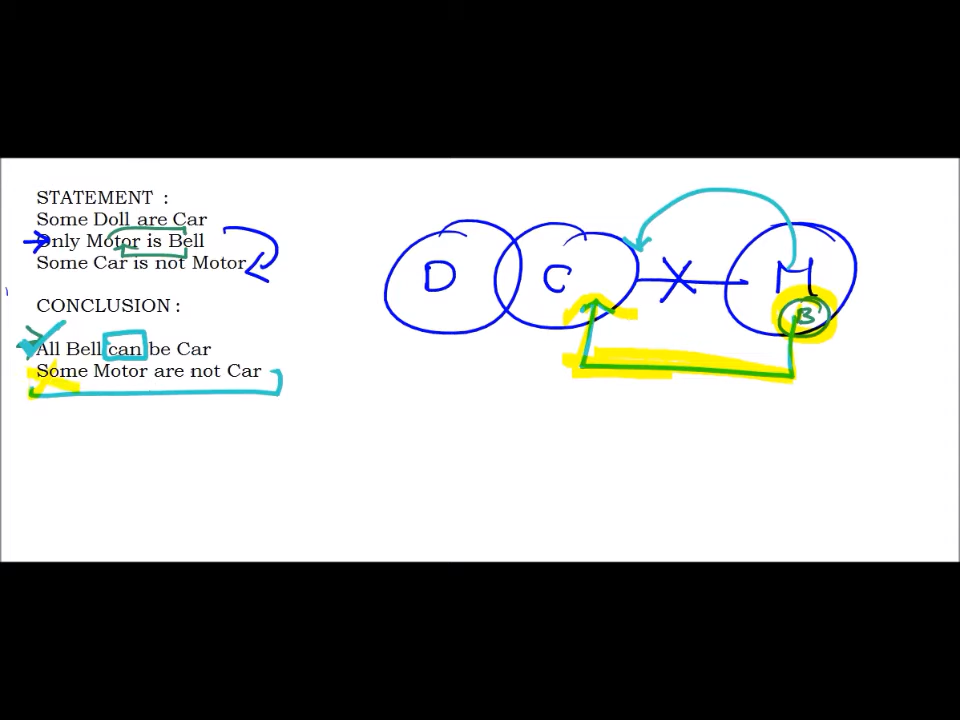 STATEMENT :
Some Doll are Car
Only Motor is Bell
Some Car is not Motor
CONCLUSION :
All Bell can be Car
Some Motor are not Car
D C M
B